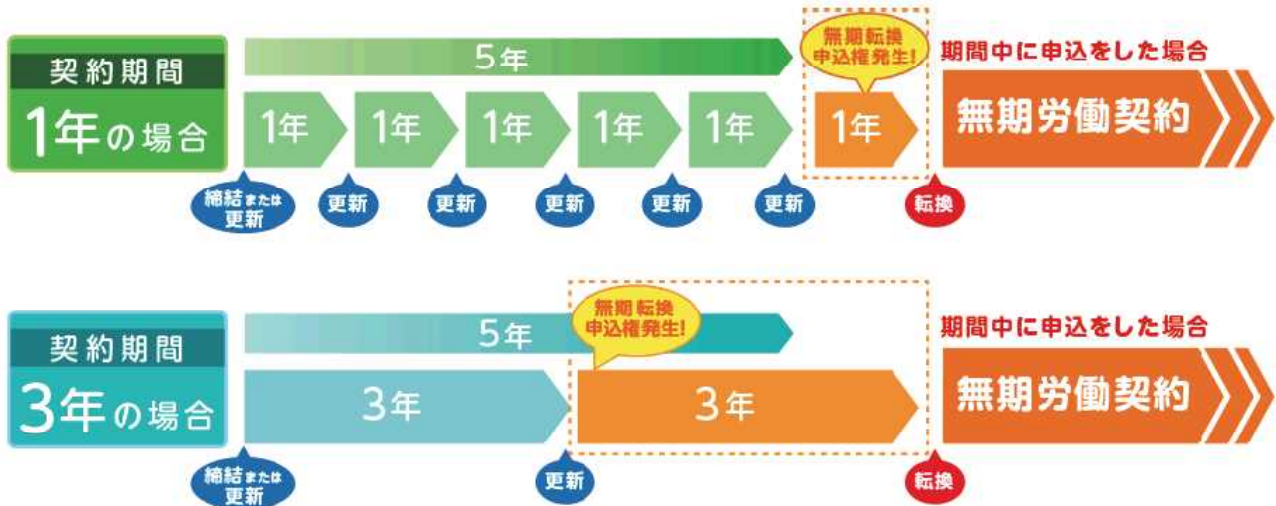 契約期間
1年の場合
5年
無期転換
申込権発生!
期間中に申込をした場合
1年
1年
1年
1年
1年
1年
無期労働契約
締結または
更新
更新
更新
更新
更新
更新
転換
契約期間
3年の場合
5年
無期転換
申込権発生!
期間中に申込をした場合
3年
3年
無期労働契約
締結または
更新
更新
転換